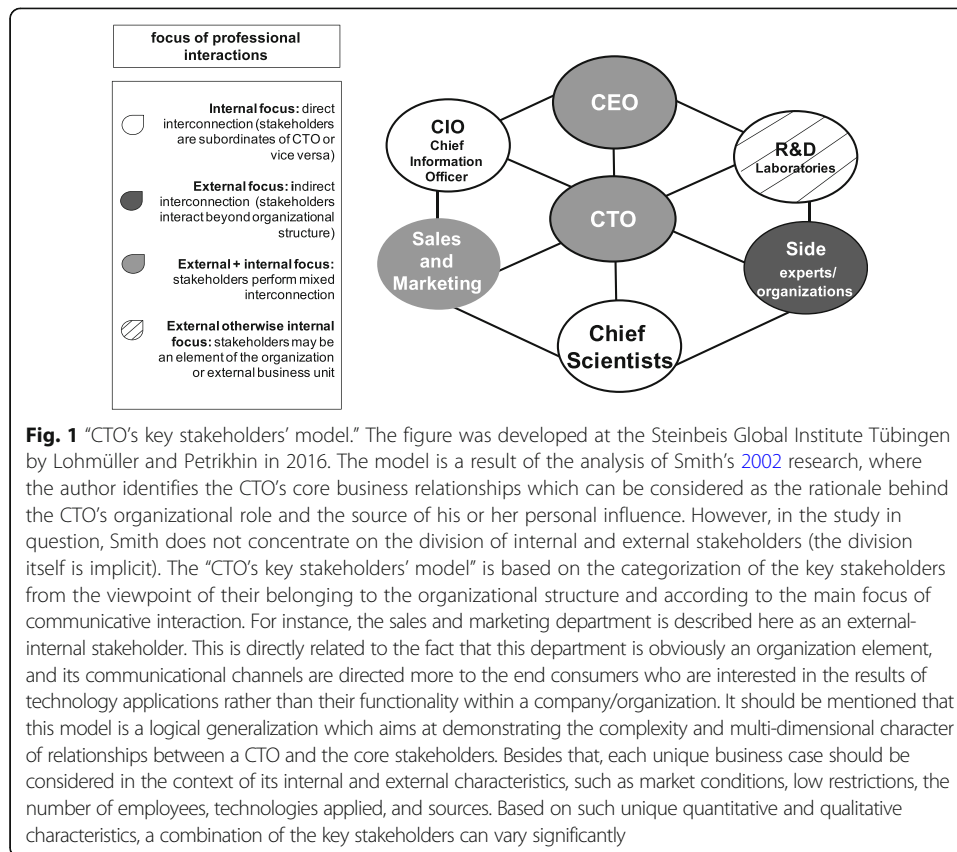 focus of professional
interactions
Internal focus: direct
interconnection (stakeholders
are subordinates of CTO or
vice versa)
External focus: indirect
interconnection (stakeholders
interact beyond organizational
structure)
External + internal focus:
stakeholders perform mixed
interconnection
External otherwise internal
focus: stakeholders may be
an element of the organization
or external business unit
CEO
CIO
Chief
Information
Officer
R&D
Laboratories
CTO
Sales
and
Marketing
Side
experts/
organizations
Chief
Scientists
Fig. 1 “CTO’s key stakeholders’ model.” The figure was developed at the Steinbeis Global Institute Tübingen
by Lohmüller and Petrikhin in 2016. The model is a result of the analysis of Smith’s 2002 research, where
the author identifies the CTO’s core business relationships which can be considered as the rationale behind
the CTO’s organizational role and the source of his or her personal influence. However, in the study in
question, Smith does not concentrate on the division of internal and external stakeholders (the division
itself is implicit). The “CTO’s key stakeholders’ model” is based on the categorization of the key stakeholders
from the viewpoint of their belonging to the organizational structure and according to the main focus of
communicative interaction. For instance, the sales and marketing department is described here as an external-
internal stakeholder. This is directly related to the fact that this department is obviously an organization element,
and its communicational channels are directed more to the end consumers who are interested in the results of
technology applications rather than their functionality within a company/organization. It should be mentioned that
this model is a logical generalization which aims at demonstrating the complexity and multi-dimensional character
of relationships between a CTO and the core stakeholders. Besides that, each unique business case should be
considered in the context of its internal and external characteristics, such as market conditions, low restrictions, the
number of employees, technologies applied, and sources. Based on such unique quantitative and qualitative
characteristics, a combination of the key stakeholders can vary significantly